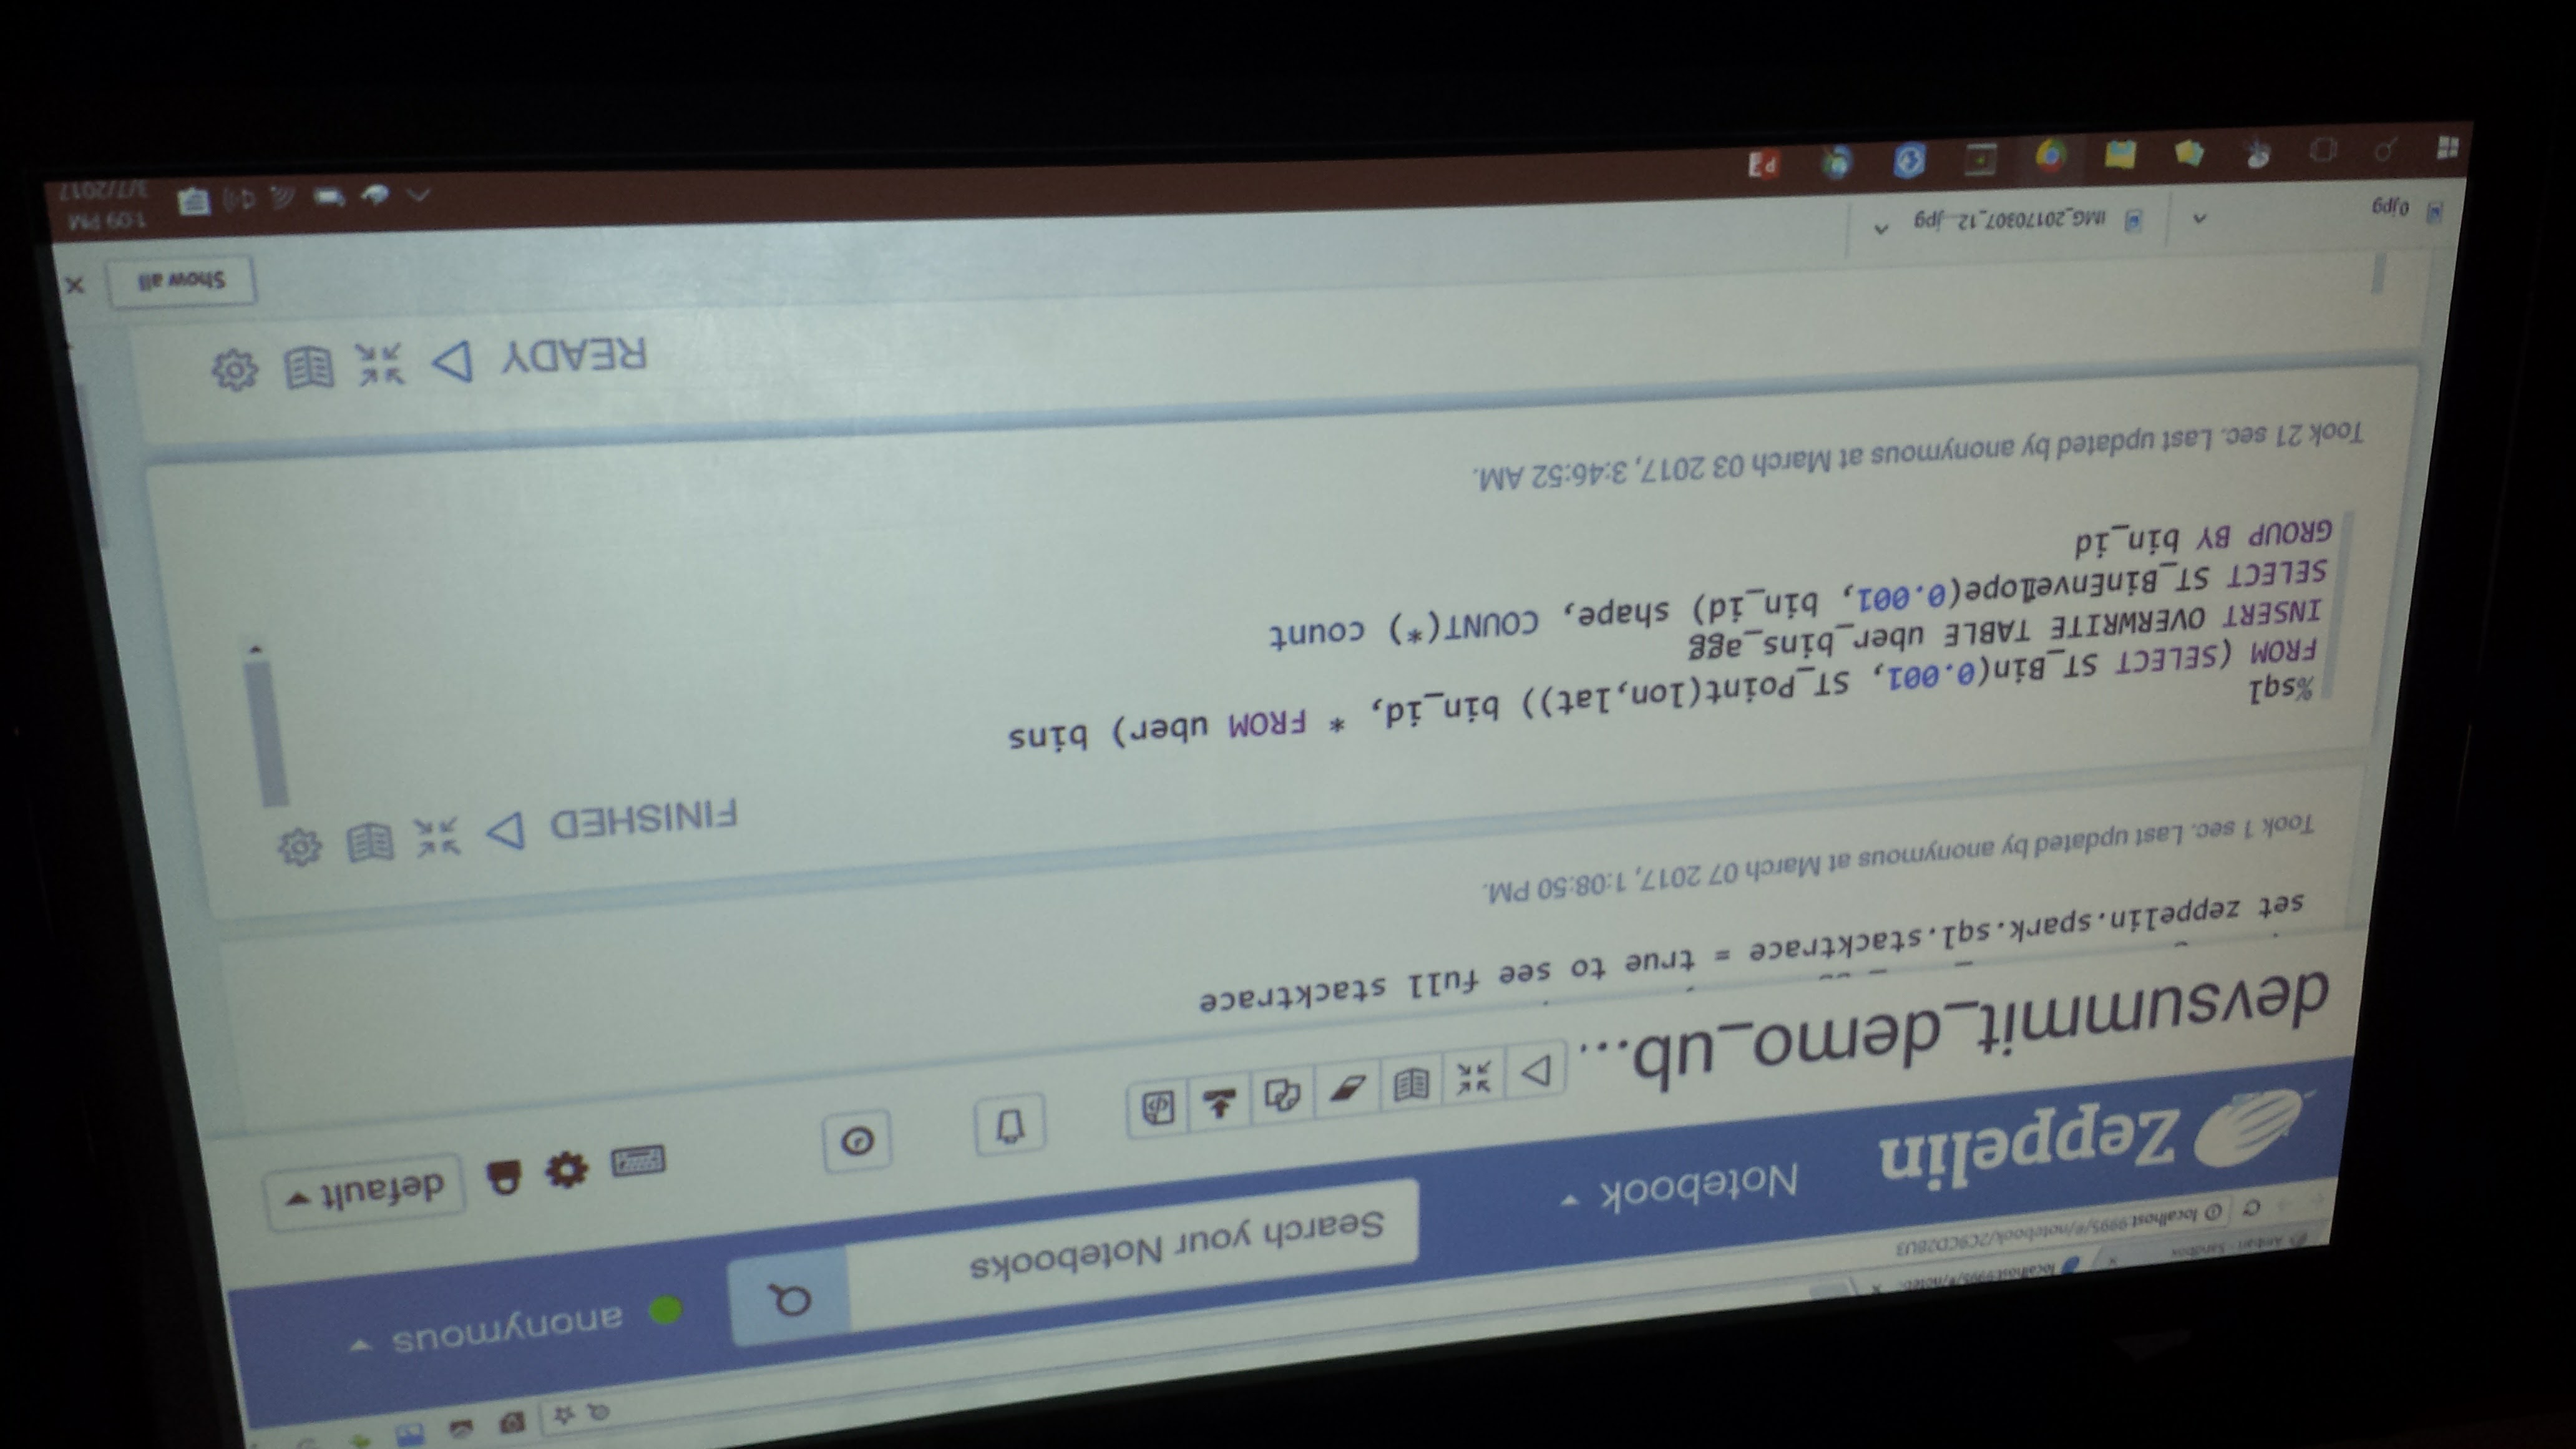 Ambari - Sandbox
localhost:9995/#/noteb
localhost:9995/#/notebook/2C9CD28U3
Zeppelin Notebook Search your Notebooks anonymous
devsummit_demo_ub... default
set zeppelin.spark.sql.stacktrace = true to see full stacktrace
Took 1 sec. Last updated by anonymous at March 07 2017, 1:08:50 PM.
FINISHED
%sql
FROM (SELECT ST_Bin(0.001, ST_Point(lon,lat)) bin_id, * FROM uber) bins
INSERT OVERWRITE TABLE uber_bins_agg
SELECT ST_BinEnvelope(0.001, bin_id) shape, COUNT(*) count
GROUP BY bin_id
Took 21 sec. Last updated by anonymous at March 03 2017, 3:46:52 AM.
READY
Show all
0.jpg IMG_20170307_12....jpg
1:09 PM
3/7/2017